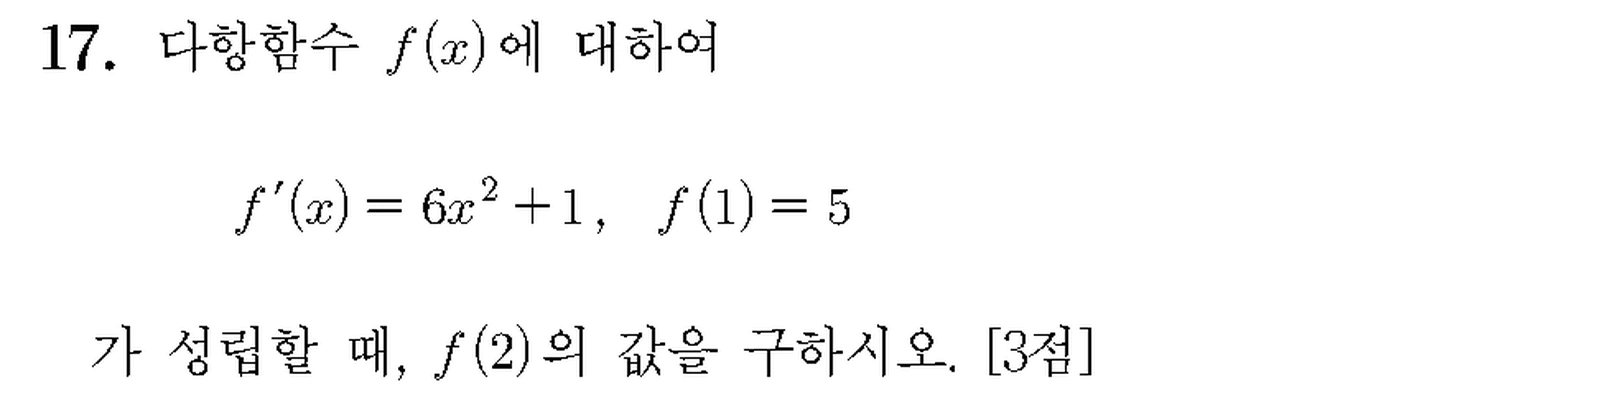 17. 다항함수 f(x)에 대하여
f′(x) = 6x² + 1,  f(1) = 5
가 성립할 때, f(2)의 값을 구하시오. [3점]